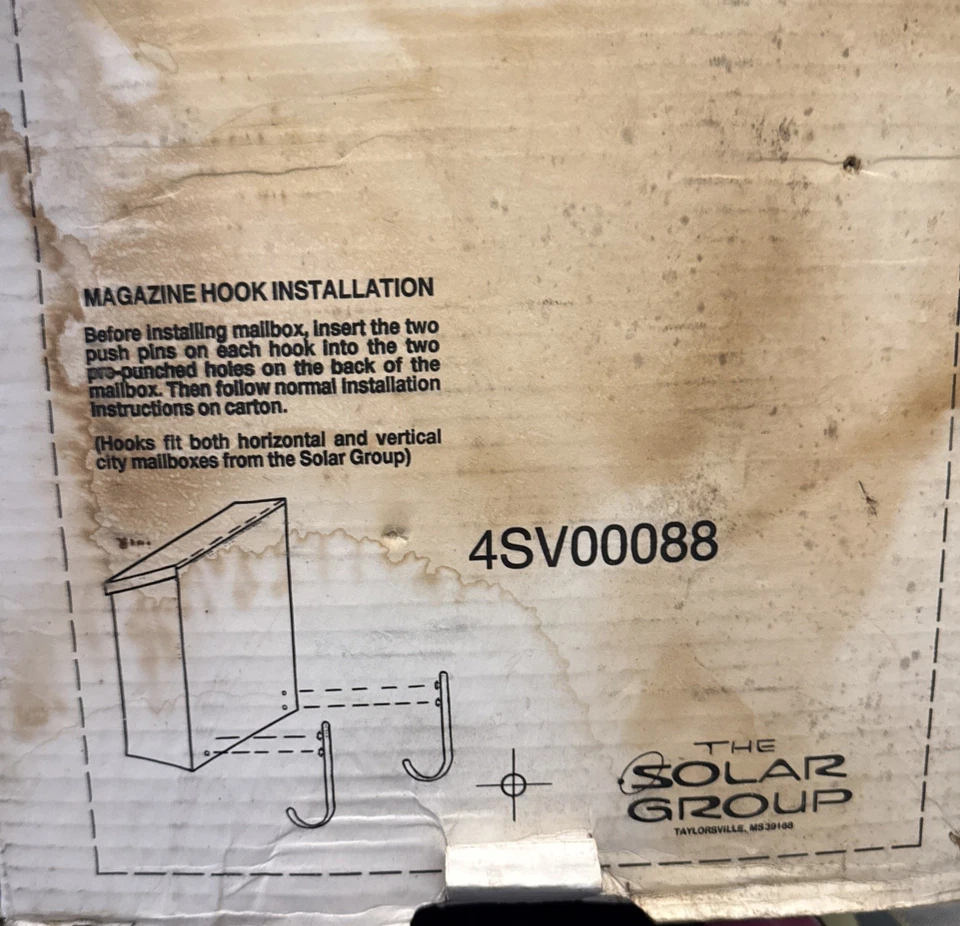 MAGAZINE HOOK INSTALLATION
Before installing mailbox, insert the two
push pins on each hook into the two
pre-punched holes on the back of the
mailbox. Then follow normal installation
instructions on carton.
(Hooks fit both horizontal and vertical
city mailboxes from the Solar Group)
4SV00088
THE
SOLAR
GROUP
TAYLORSVILLE, MS 39168